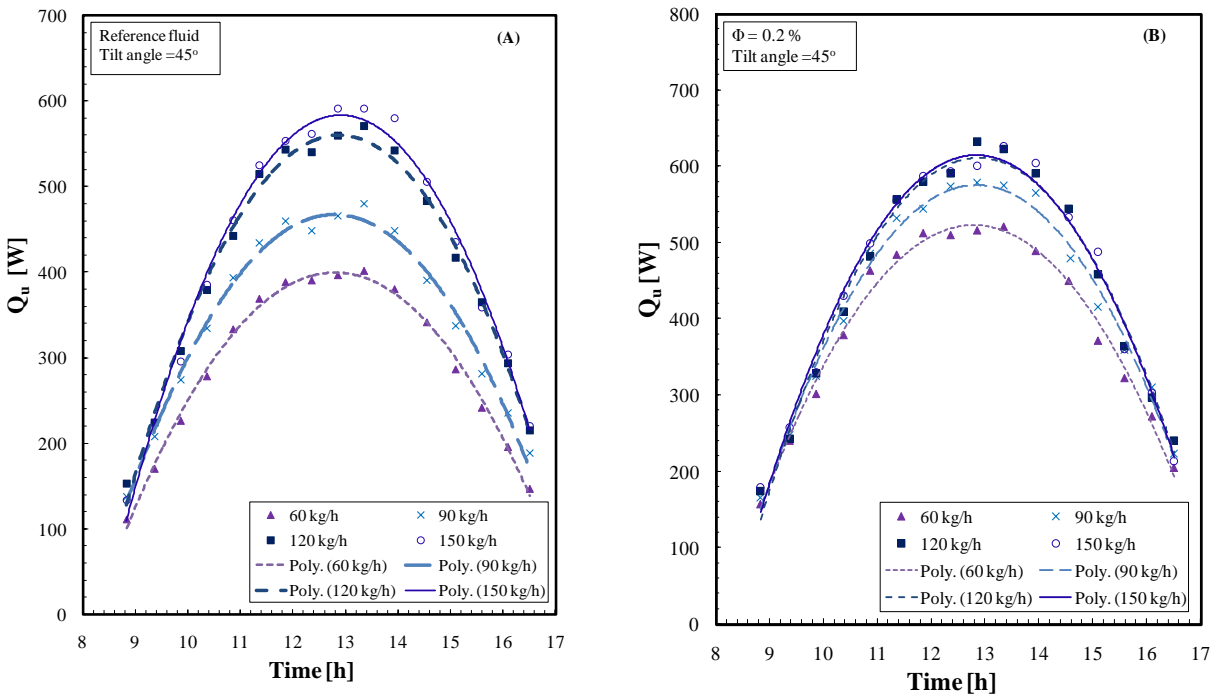 Reference fluid
Tilt angle =45°
(A)
700
600
500
400
300
200
100
0
Q_u [W]
60 kg/h
90 kg/h
120 kg/h
150 kg/h
Poly. (60 kg/h)
Poly. (90 kg/h)
Poly. (120 kg/h)
Poly. (150 kg/h)
8 9 10 11 12 13 14 15 16 17
Time [h]
Φ = 0.2 %
Tilt angle =45°
(B)
800
700
600
500
400
300
200
100
0
Q_u [W]
60 kg/h
90 kg/h
120 kg/h
150 kg/h
Poly. (60 kg/h)
Poly. (90 kg/h)
Poly. (120 kg/h)
Poly. (150 kg/h)
8 9 10 11 12 13 14 15 16 17
Time [h]